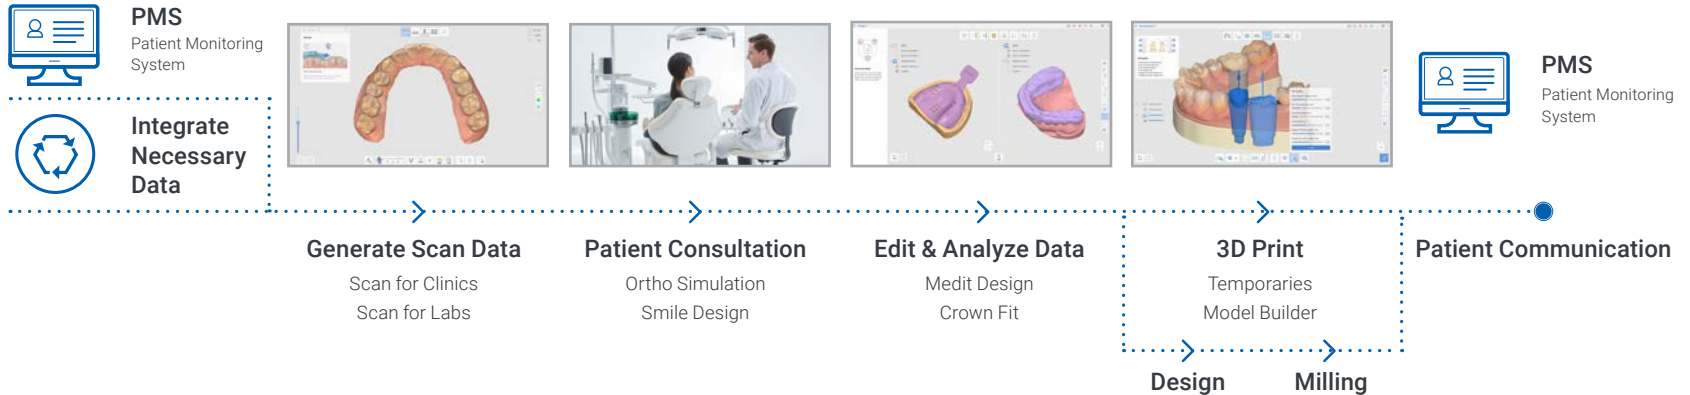 PMS
Patient Monitoring
System
Integrate
Necessary
Data
Generate Scan Data
Scan for Clinics
Scan for Labs
Patient Consultation
Ortho Simulation
Smile Design
Edit & Analyze Data
Medit Design
Crown Fit
3D Print
Temporaries
Model Builder
Design
Milling
PMS
Patient Monitoring
System
Patient Communication